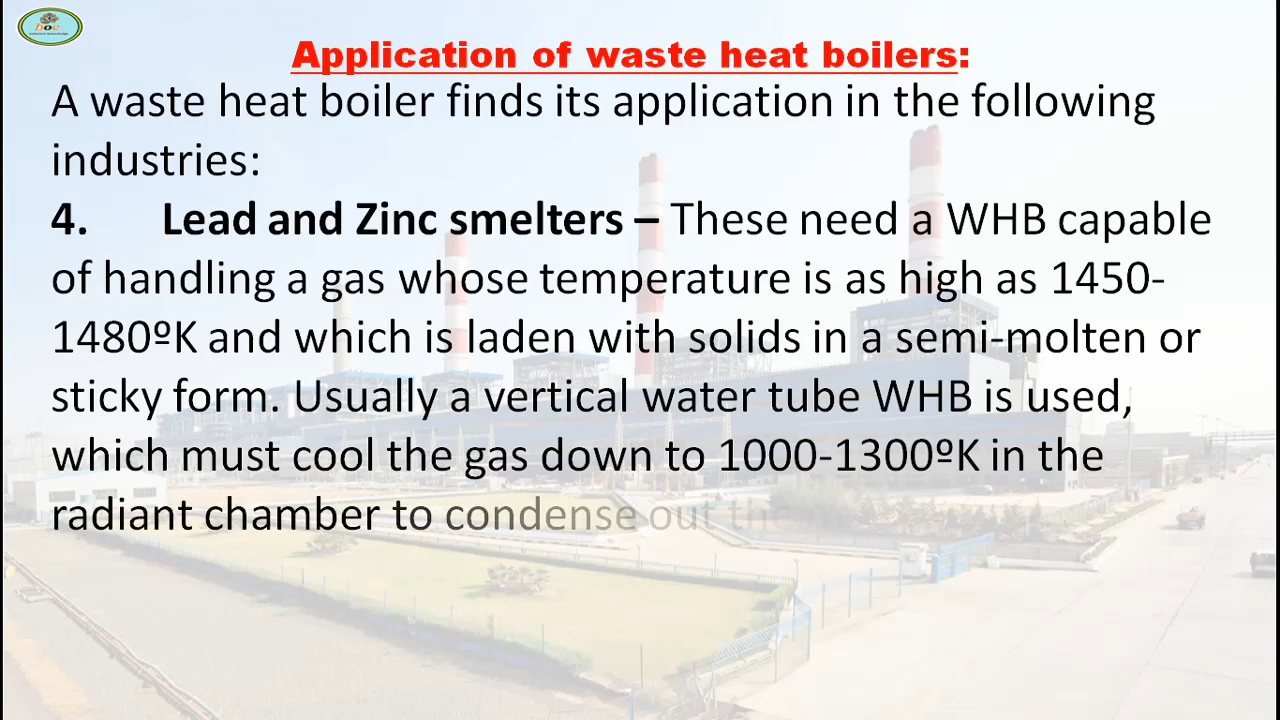 Application of waste heat boilers:
A waste heat boiler finds its application in the following
industries:
4. Lead and Zinc smelters – These need a WHB capable
of handling a gas whose temperature is as high as 1450-
1480ºK and which is laden with solids in a semi-molten or
sticky form. Usually a vertical water tube WHB is used,
which must cool the gas down to 1000-1300ºK in the
radiant chamber to condense out the